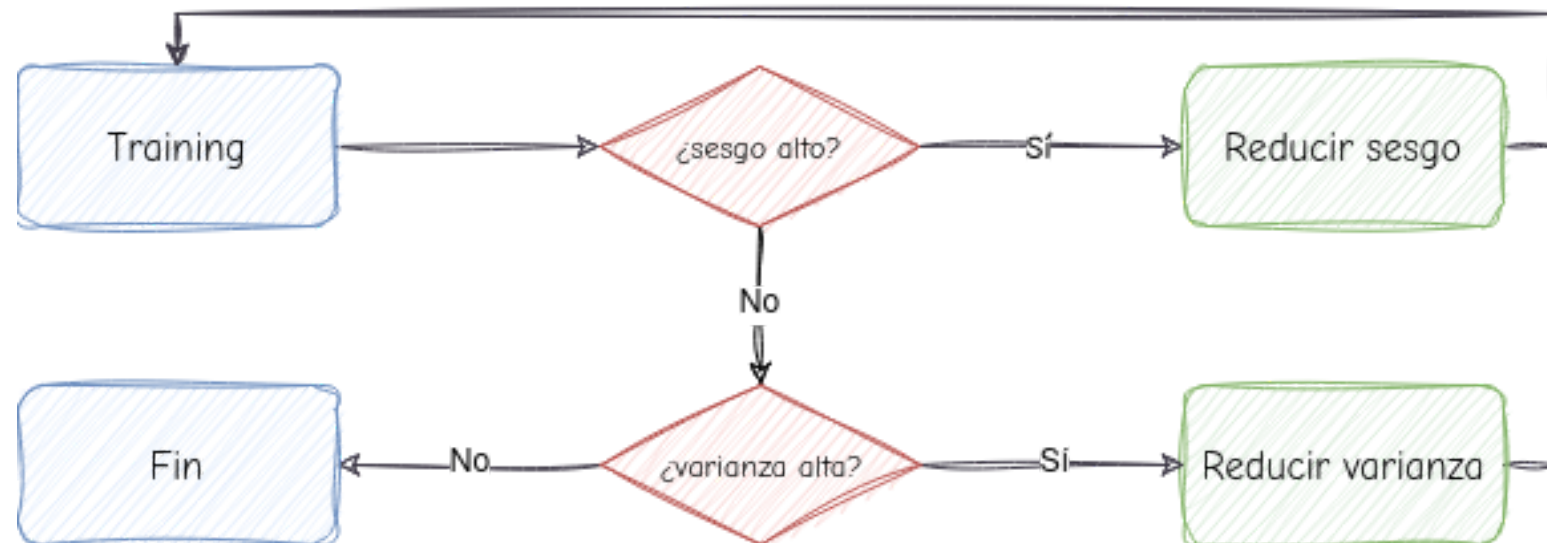 Training
¿sesgo alto?
Sí
Reducir sesgo
No
Fin
No
¿varianza alta?
Sí
Reducir varianza